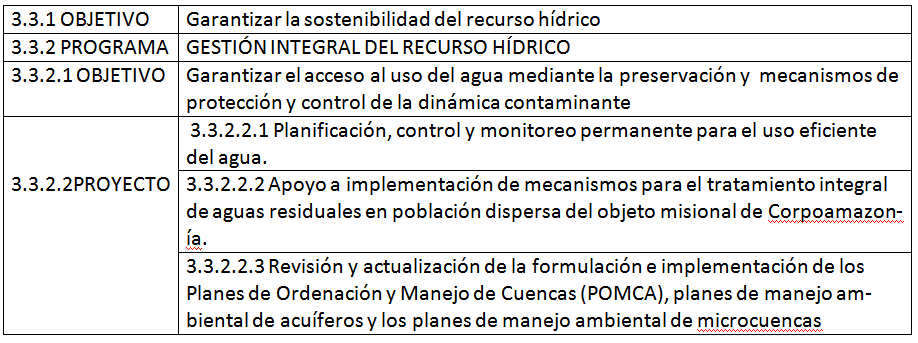 3.3.1 OBJETIVO Garantizar la sostenibilidad del recurso hídrico
3.3.2 PROGRAMA GESTIÓN INTEGRAL DEL RECURSO HÍDRICO
3.3.2.1 OBJETIVO Garantizar el acceso al uso del agua mediante la preservación y mecanismos de
protección y control de la dinámica contaminante
3.3.2.2PROYECTO
3.3.2.2.1 Planificación, control y monitoreo permanente para el uso eficiente
del agua.
3.3.2.2.2 Apoyo a implementación de mecanismos para el tratamiento integral
de aguas residuales en población dispersa del objeto misional de Corpoamazon-
ía.
3.3.2.2.3 Revisión y actualización de la formulación e implementación de los
Planes de Ordenación y Manejo de Cuencas (POMCA), planes de manejo am-
biental de acuíferos y los planes de manejo ambiental de microcuencas